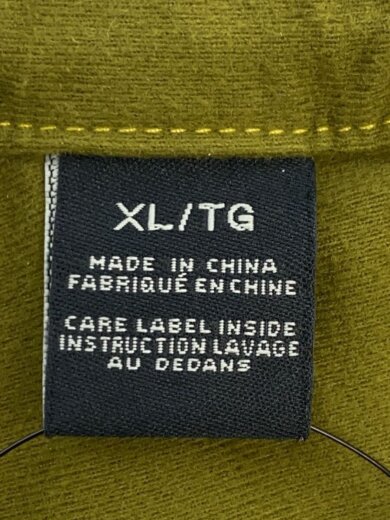 XL/TG
MADE IN CHINA
FABRIQUÉ EN CHINE
CARE LABEL INSIDE
INSTRUCTION LAVAGE
AU DEDANS